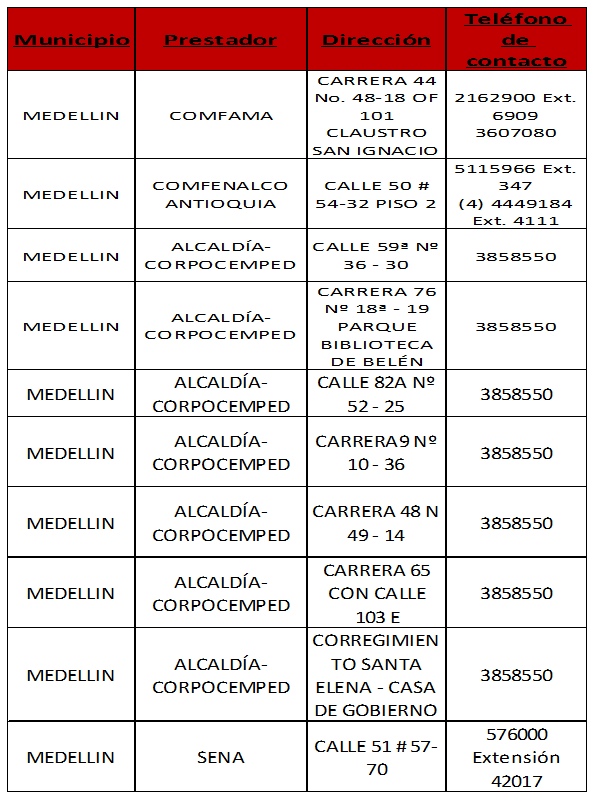 Municipio
Prestador
Dirección
Teléfono
de
contacto
MEDELLIN
COMFAMA
CARRERA 44
No. 48-18 OF
101
CLAUSTRO
SAN IGNACIO
2162900 Ext.
6909
3607080
MEDELLIN
COMFENALCO
ANTIOQUIA
CALLE 50 #
54-32 PISO 2
5115966 Ext.
347
(4) 4449184
Ext. 4111
MEDELLIN
ALCALDÍA-
CORPOCEMPED
CALLE 59ª Nº
36 - 30
3858550
MEDELLIN
ALCALDÍA-
CORPOCEMPED
CARRERA 76
Nº 18ª - 19
PARQUE
BIBLIOTECA
DE BELÉN
3858550
MEDELLIN
ALCALDÍA-
CORPOCEMPED
CALLE 82A Nº
52 - 25
3858550
MEDELLIN
ALCALDÍA-
CORPOCEMPED
CARRERA9 Nº
10 - 36
3858550
MEDELLIN
ALCALDÍA-
CORPOCEMPED
CARRERA 48 N
49 - 14
3858550
MEDELLIN
ALCALDÍA-
CORPOCEMPED
CARRERA 65
CON CALLE
103 E
3858550
MEDELLIN
ALCALDÍA-
CORPOCEMPED
CORREGIMIEN
TO SANTA
ELENA - CASA
DE GOBIERNO
3858550
MEDELLIN
SENA
CALLE 51 # 57-
70
576000
Extensión
42017